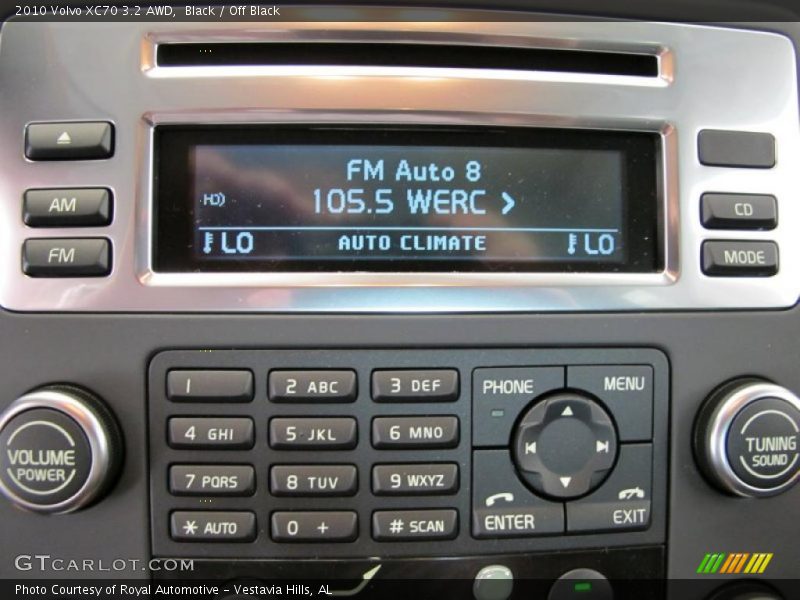 2010 Volvo XC70 3.2 AWD,  Black / Off Black
FM Auto 8
HD 105.5 WERC >
LO AUTO CLIMATE LO
AM
FM
CD
MODE
1
2 ABC
3 DEF
4 GHI
5 JKL
6 MNO
7 PQRS
8 TUV
9 WXYZ
* AUTO
0 +
# SCAN
PHONE
MENU
ENTER
EXIT
VOLUME
POWER
TUNING
SOUND
GTCARLOT.COM
Photo Courtesy of Royal Automotive – Vestavia Hills, AL